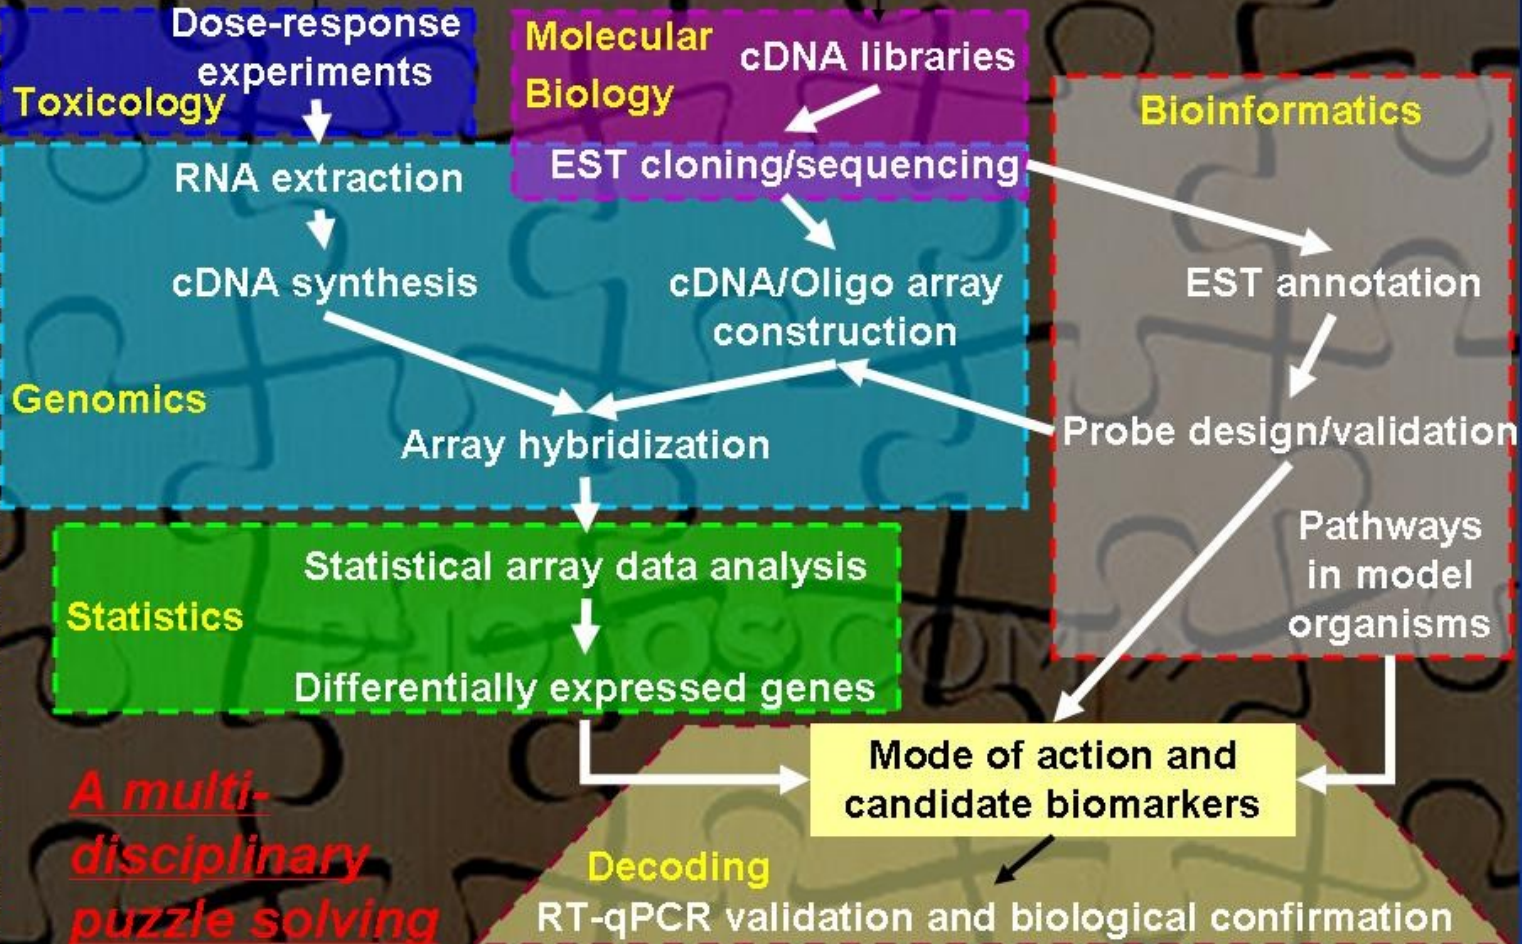 Dose-response
experiments
Toxicology
Molecular
Biology
cDNA libraries
EST cloning/sequencing
Bioinformatics
RNA extraction
cDNA synthesis
cDNA/Oligo array
construction
EST annotation
Genomics
Array hybridization
Probe design/validation
Pathways
in model
organisms
Statistical array data analysis
Statistics
Differentially expressed genes
Mode of action and
candidate biomarkers
A multi-
disciplinary
puzzle solving
Decoding
RT-qPCR validation and biological confirmation